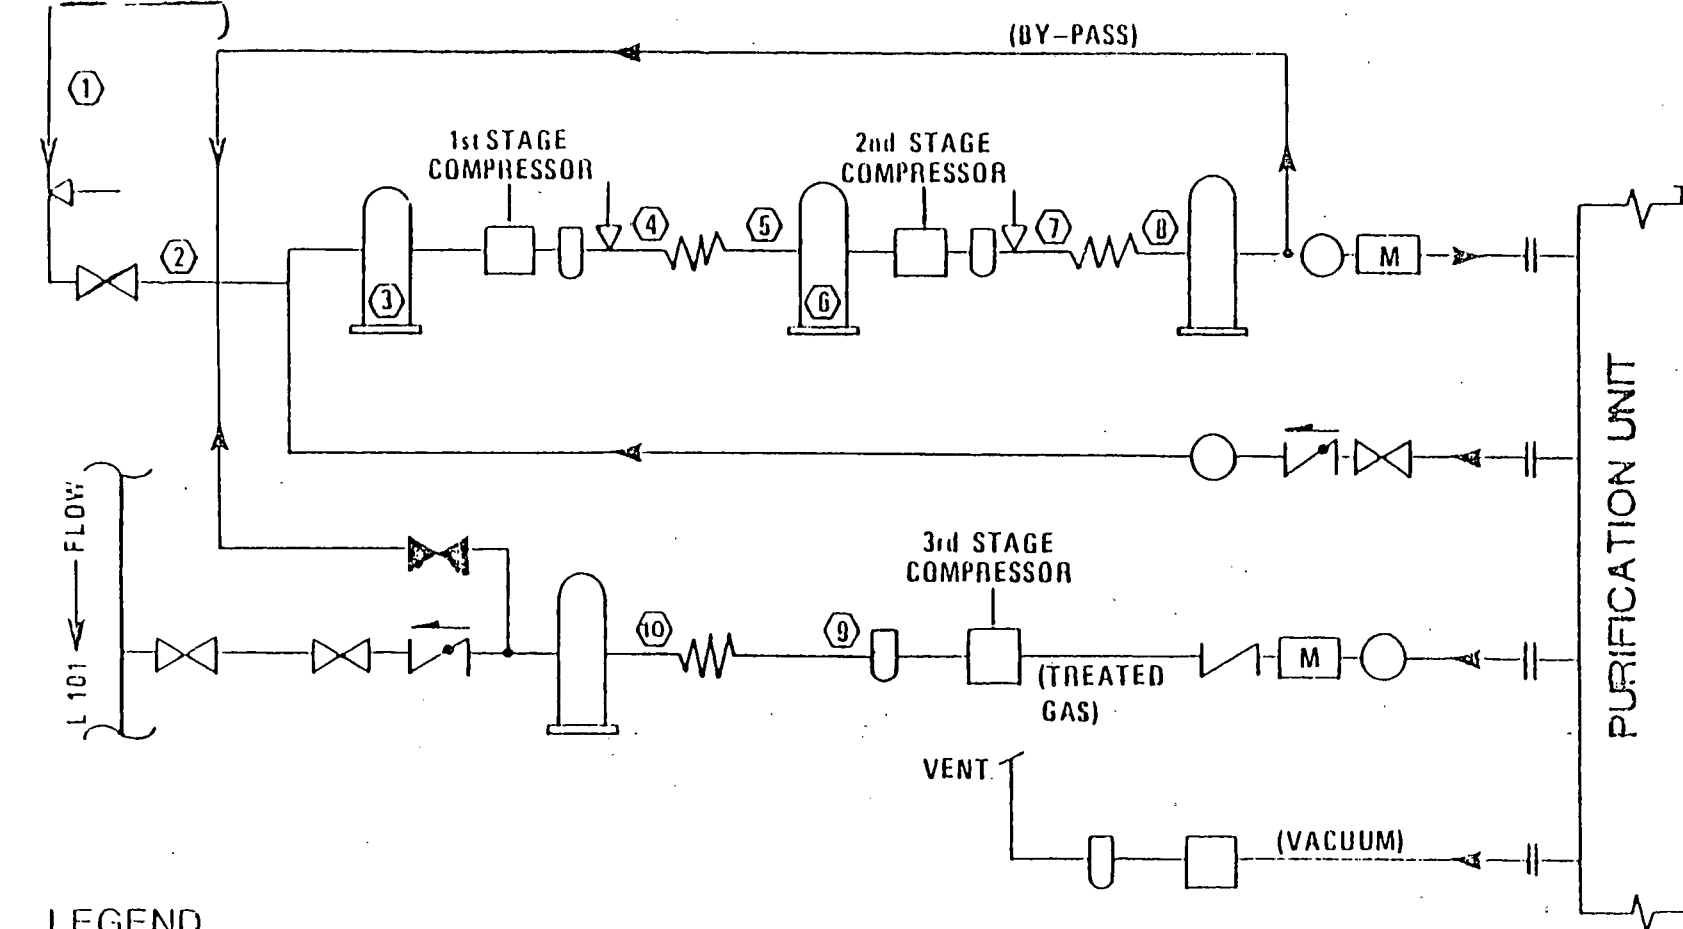 (BY-PASS)
1
1st STAGE
COMPRESSOR
2nd STAGE
COMPRESSOR
2
3
4
5
6
7
8
M
PURIFICATION UNIT
L 101 FLOW
3rd STAGE
COMPRESSOR
10
9
M
(TREATED
GAS)
VENT
(VACUUM)
LEGEND